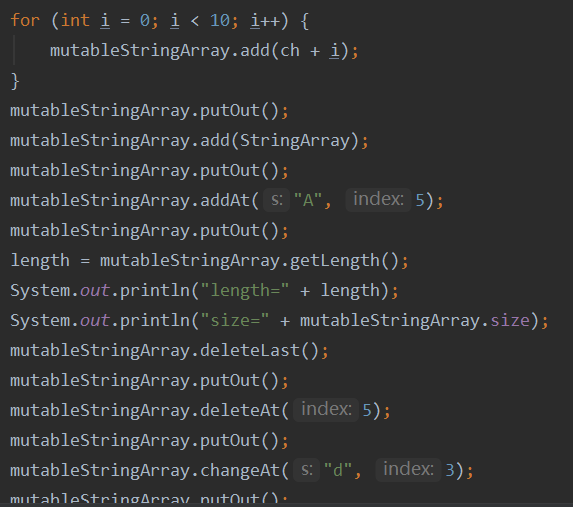 for (int i = 0; i < 10; i++) {
mutableStringArray.add(ch + i);
}
mutableStringArray.putOut();
mutableStringArray.add(StringArray);
mutableStringArray.putOut();
mutableStringArray.addAt( s: "A", index: 5);
mutableStringArray.putOut();
length = mutableStringArray.getLength();
System.out.println("length=" + length);
System.out.println("size=" + mutableStringArray.size);
mutableStringArray.deleteLast();
mutableStringArray.putOut();
mutableStringArray.deleteAt( index: 5);
mutableStringArray.putOut();
mutableStringArray.changeAt( s: "d", index: 3);
mutableStringArray.putOut();